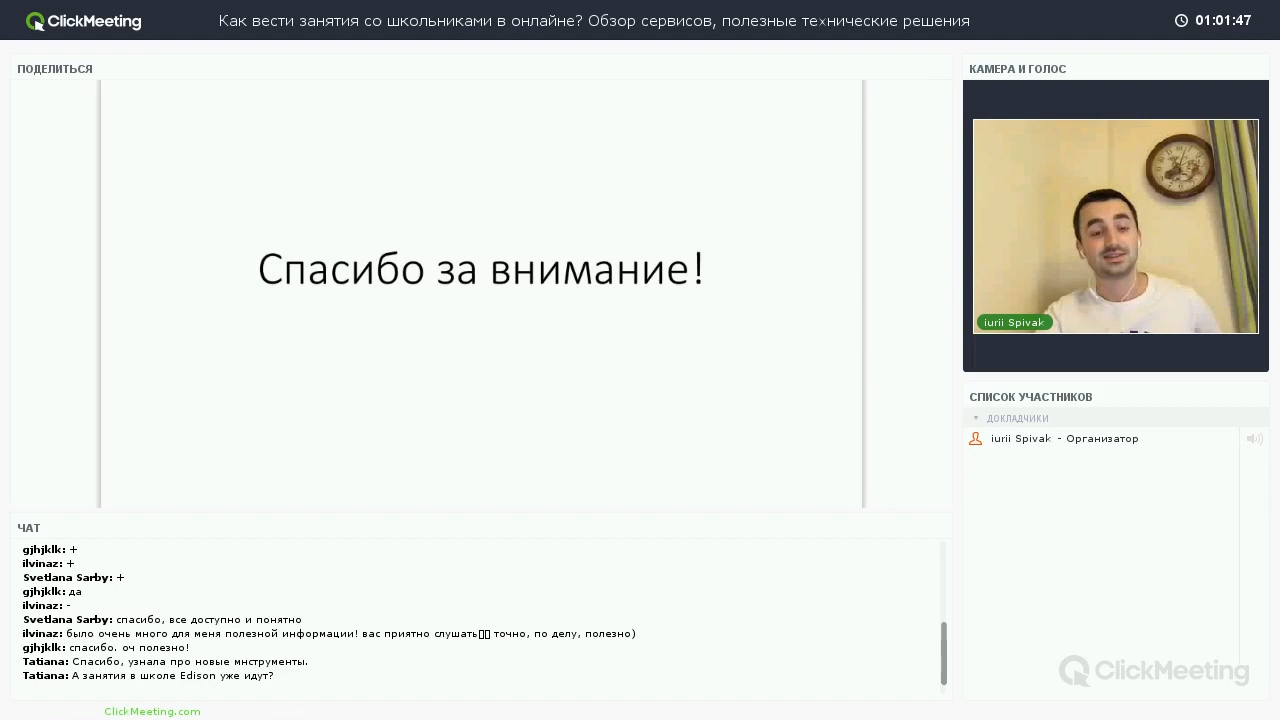 ClickMeeting
Как вести занятия со школьниками в онлайне? Обзор сервисов, полезные технические решения
01:01:47
ПОДЕЛИТЬСЯ
Спасибо за внимание!
КАМЕРА И ГОЛОС
iurii Spivak
СПИСОК УЧАСТНИКОВ
ДОКЛАДЧИКИ
iurii Spivak - Организатор
ЧАТ
gjhjklk: +
ilvinaz: +
Svetlana Sarby: +
gjhjklk: да
ilvinaz: -
Svetlana Sarby: спасибо, все доступно и понятно
ilvinaz: было очень много для меня полезной информации! вас приятно слушать▯▯ точно, по делу, полезно)
gjhjklk: спасибо. оч полезно!
Tatiana: Спасибо, узнала про новые мнструменты.
Tatiana: А занятия в школе Edison уже идут?
ClickMeeting
ClickMeeting.com